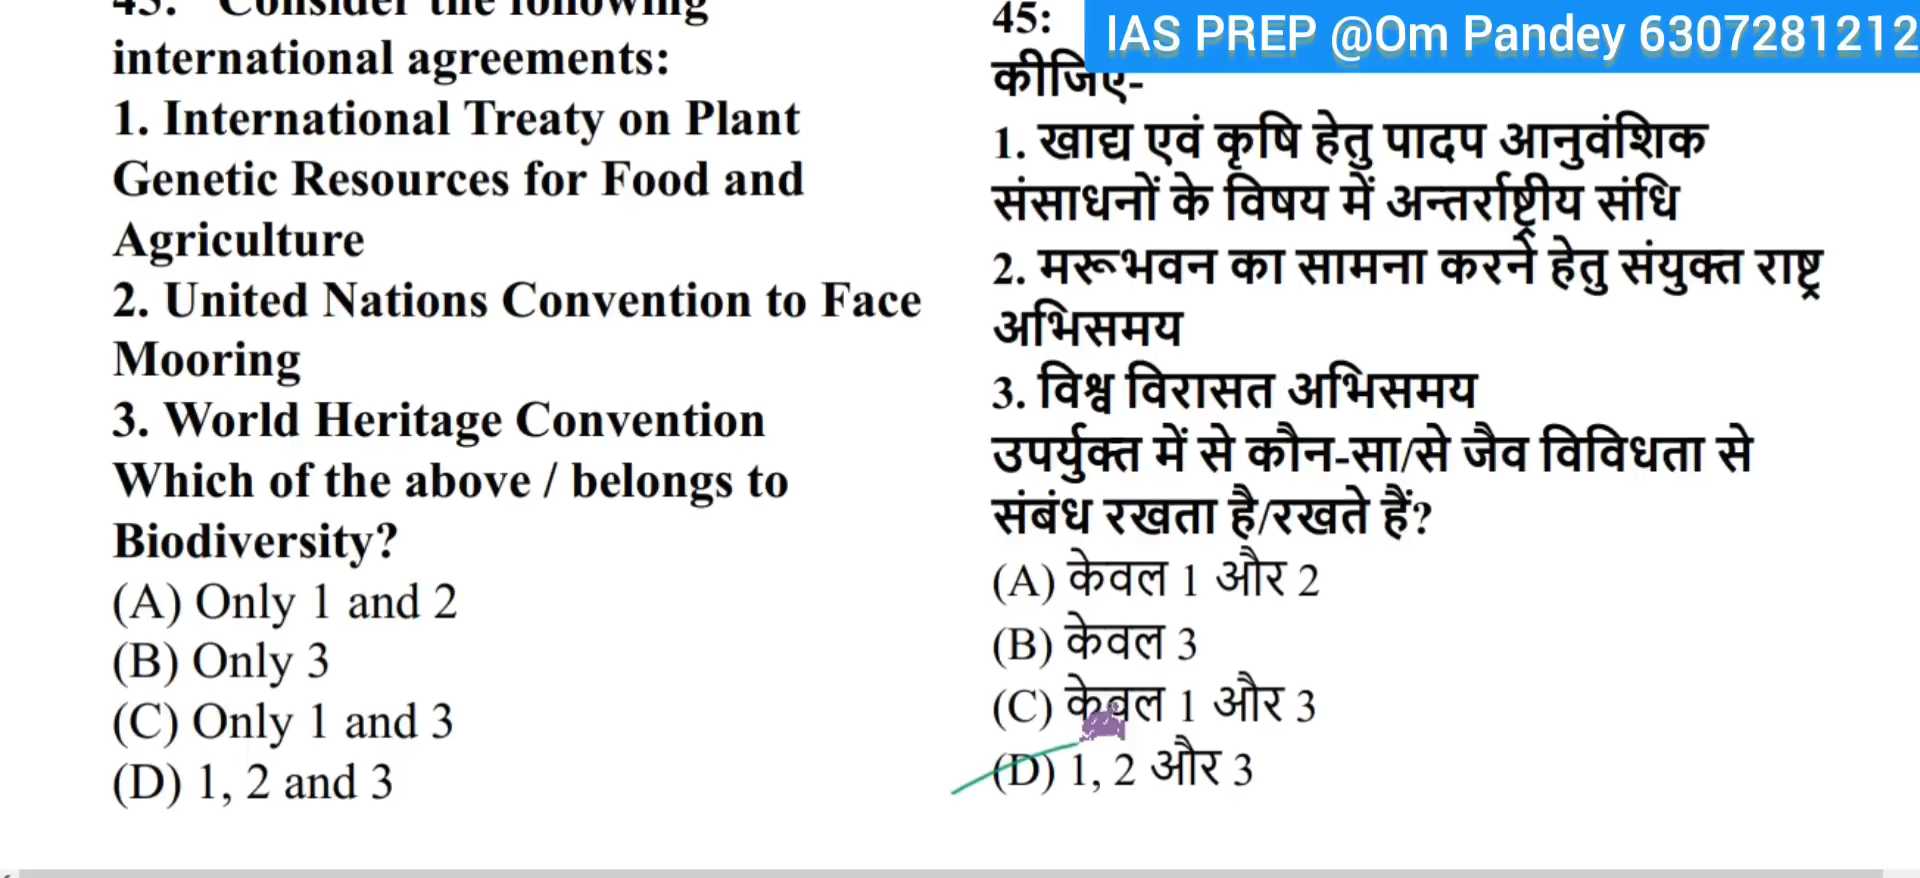 45: Consider the following
international agreements:
1. International Treaty on Plant
Genetic Resources for Food and
Agriculture
2. United Nations Convention to Face
Mooring
3. World Heritage Convention
Which of the above / belongs to
Biodiversity?
(A) Only 1 and 2
(B) Only 3
(C) Only 1 and 3
(D) 1, 2 and 3
45:
IAS PREP @Om Pandey 6307281212
कीजिए-
1. खाद्य एवं कृषि हेतु पादप आनुवंशिक
संसाधनों के विषय में अन्तर्राष्ट्रीय संधि
2. मरूभवन का सामना करने हेतु संयुक्त राष्ट्र
अभिसमय
3. विश्व विरासत अभिसमय
उपर्युक्त में से कौन-सा/से जैव विविधता से
संबंध रखता है/रखते हैं?
(A) केवल 1 और 2
(B) केवल 3
(C) केवल 1 और 3
(D) 1, 2 और 3